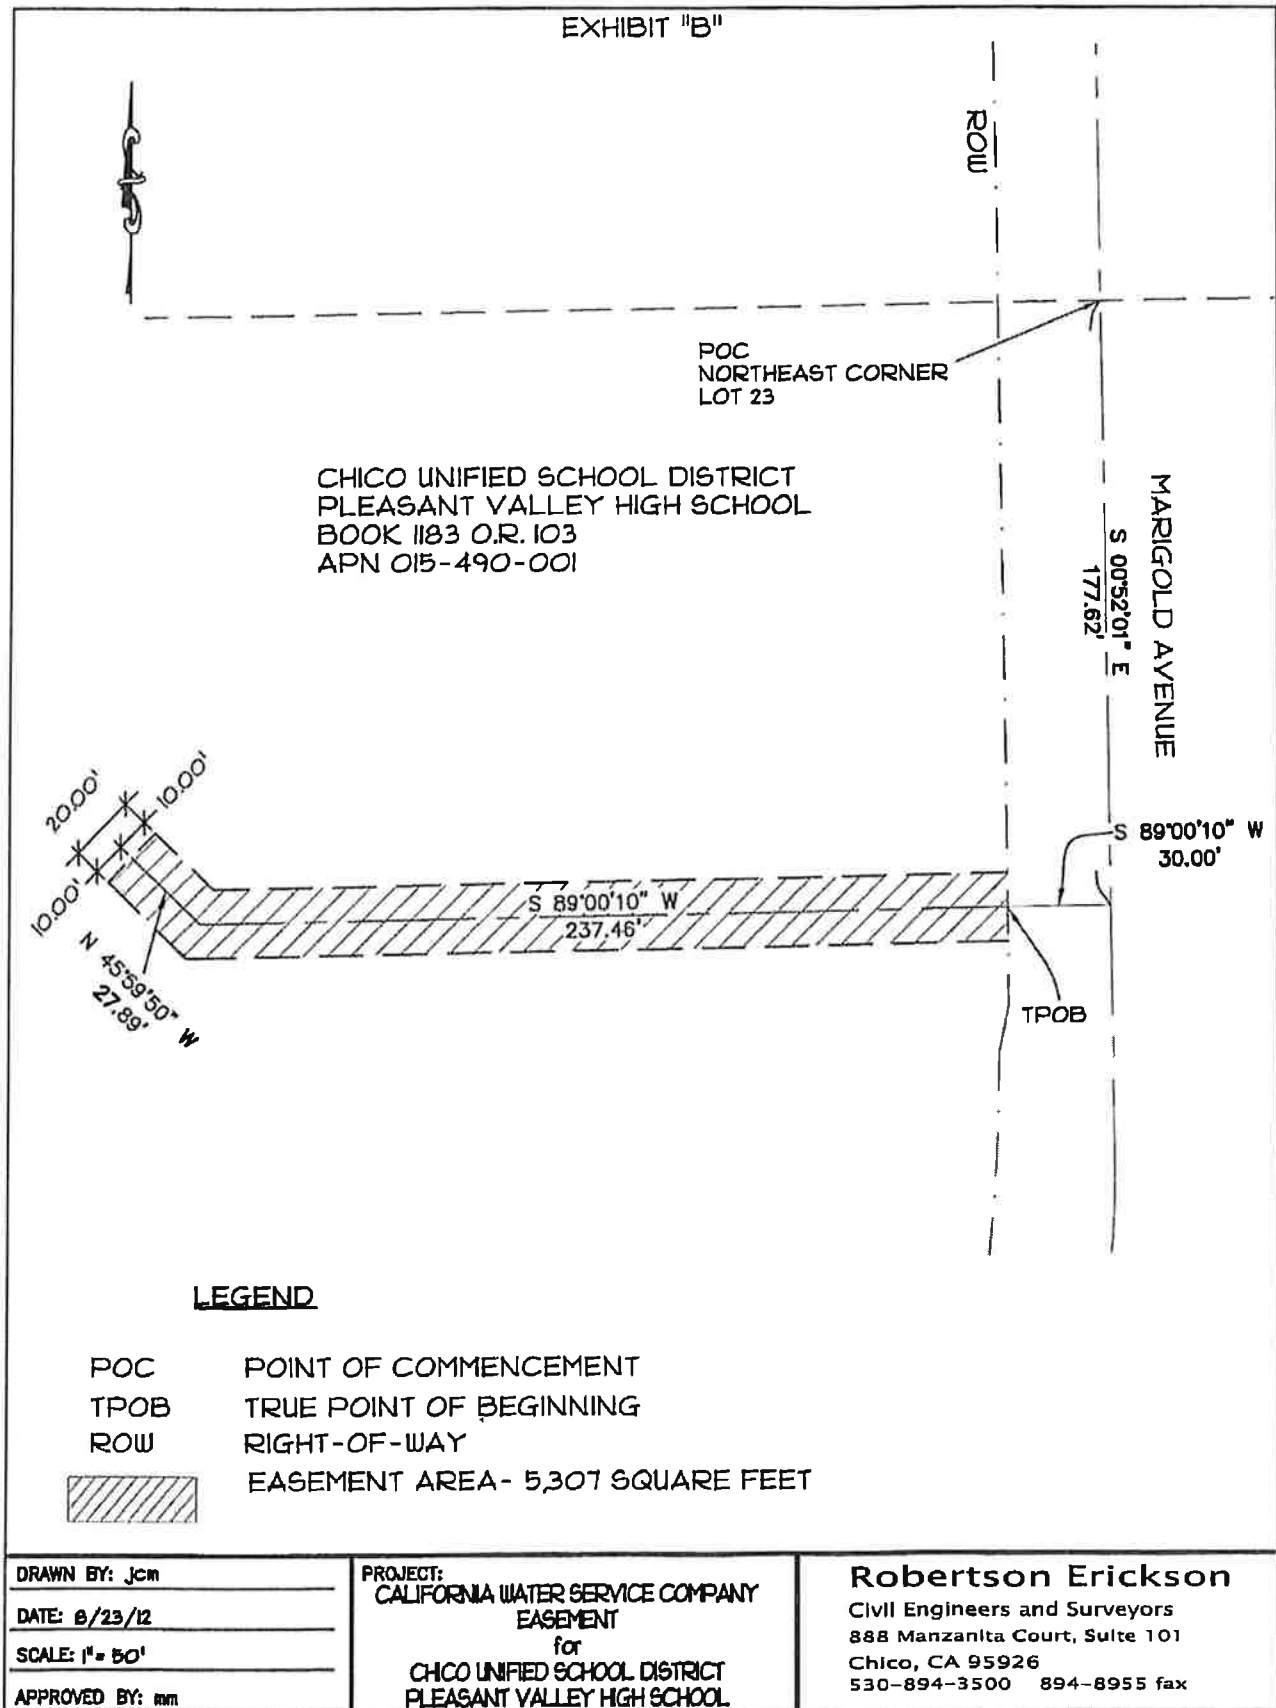 EXHIBIT "B"
ROW
POC
NORTHEAST CORNER
LOT 23
CHICO UNIFIED SCHOOL DISTRICT
PLEASANT VALLEY HIGH SCHOOL
BOOK 1183 O.R. 103
APN 015-490-001
MARIGOLD AVENUE
S 00°52'01" E
177.62'
20.00'
10.00'
10.00'
N 45°59'50" W
27.89'
S 89°00'10" W
237.46'
S 89°00'10" W
30.00'
TPOB
LEGEND
POC POINT OF COMMENCEMENT
TPOB TRUE POINT OF BEGINNING
ROW RIGHT-OF-WAY
EASEMENT AREA- 5,307 SQUARE FEET
DRAWN BY: jcm
DATE: 8/23/12
SCALE: 1"= 50'
APPROVED BY: mm
PROJECT:
CALIFORNIA WATER SERVICE COMPANY
EASEMENT
for
CHICO UNIFIED SCHOOL DISTRICT
PLEASANT VALLEY HIGH SCHOOL
Robertson Erickson
Civil Engineers and Surveyors
888 Manzanita Court, Suite 101
Chico, CA 95926
530-894-3500 894-8955 fax